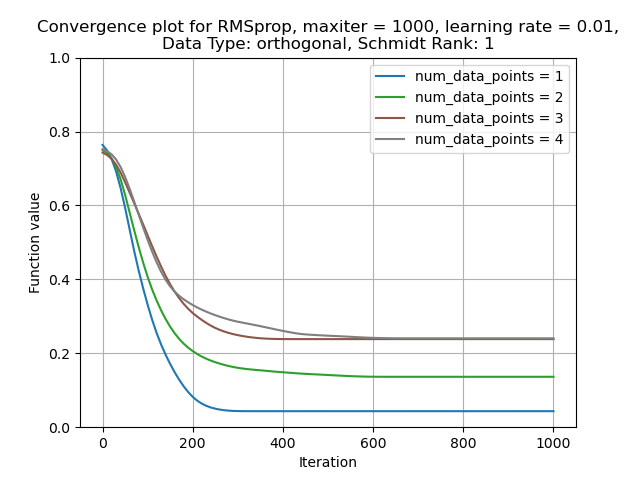 Convergence plot for RMSprop, maxiter = 1000, learning rate = 0.01,
Data Type: orthogonal, Schmidt Rank: 1
num_data_points = 1
num_data_points = 2
num_data_points = 3
num_data_points = 4
Function value
1.0
0.8
0.6
0.4
0.2
0.0
0 200 400 600 800 1000
Iteration